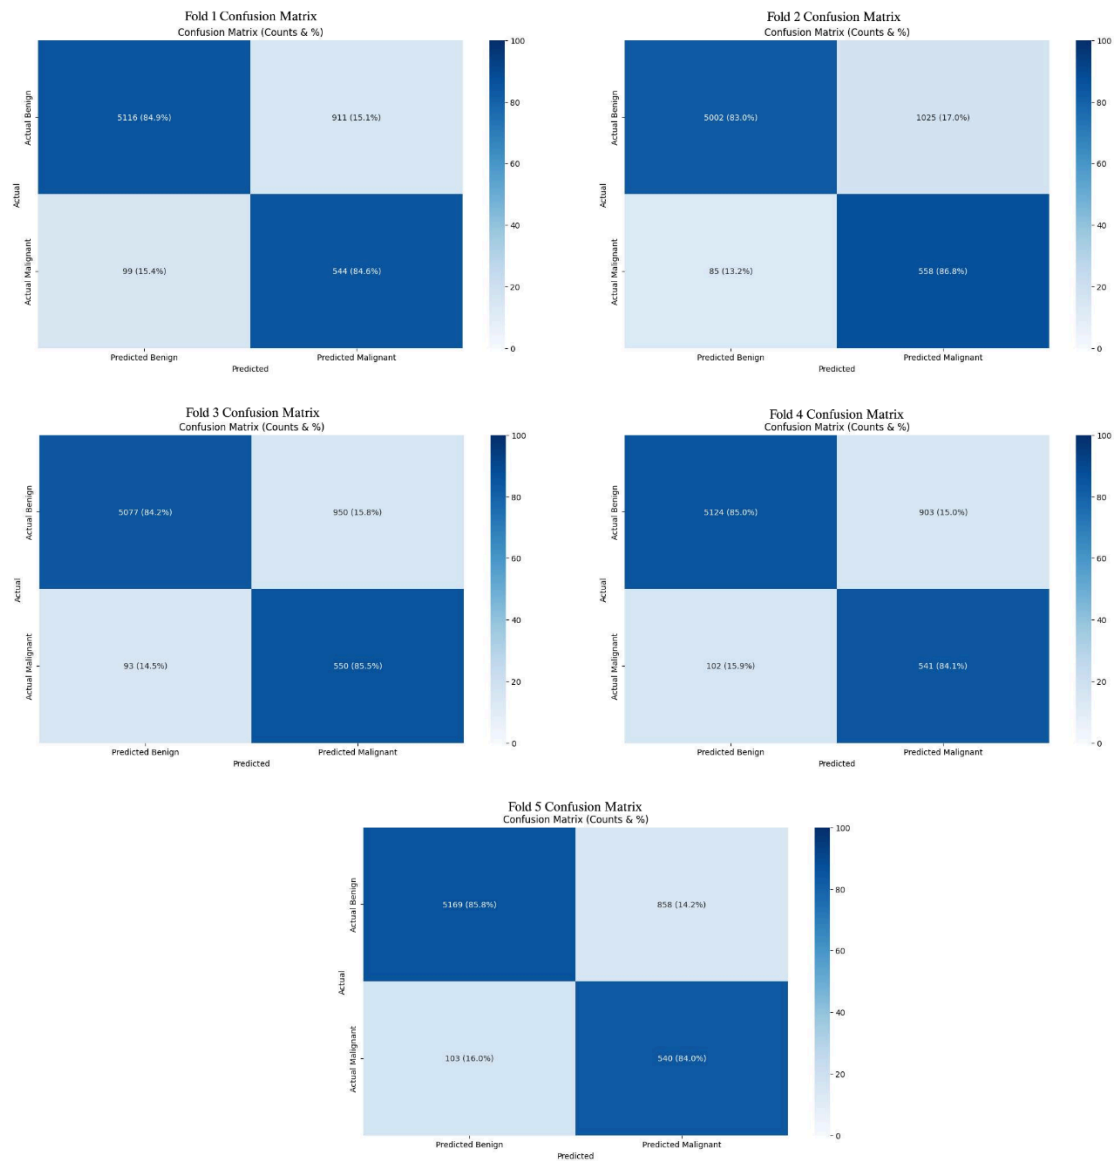 Fold 1 Confusion Matrix
Confusion Matrix (Counts & %)
Actual Benign
Actual Malignant
Actual
5116 (84.9%)
911 (15.1%)
99 (15.4%)
544 (84.6%)
Predicted Benign
Predicted Malignant
Predicted
100
80
60
40
20
0
Fold 2 Confusion Matrix
Confusion Matrix (Counts & %)
Actual Benign
Actual Malignant
Actual
5002 (83.0%)
1025 (17.0%)
85 (13.2%)
558 (86.8%)
Predicted Benign
Predicted Malignant
Predicted
100
80
60
40
20
0
Fold 3 Confusion Matrix
Confusion Matrix (Counts & %)
Actual Benign
Actual Malignant
Actual
5077 (84.2%)
950 (15.8%)
93 (14.5%)
550 (85.5%)
Predicted Benign
Predicted Malignant
Predicted
100
80
60
40
20
0
Fold 4 Confusion Matrix
Confusion Matrix (Counts & %)
Actual Benign
Actual Malignant
Actual
5124 (85.0%)
903 (15.0%)
102 (15.9%)
541 (84.1%)
Predicted Benign
Predicted Malignant
Predicted
100
80
60
40
20
0
Fold 5 Confusion Matrix
Confusion Matrix (Counts & %)
Actual Benign
Actual Malignant
Actual
5169 (85.8%)
858 (14.2%)
103 (16.0%)
540 (84.0%)
Predicted Benign
Predicted Malignant
Predicted
100
80
60
40
20
0